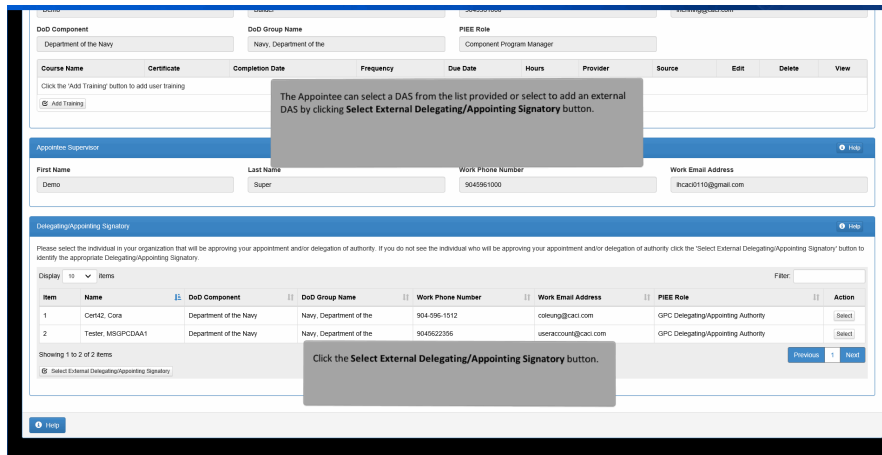 Demo
Builder
9045961000
DoD Component
DoD Group Name
PIEE Role
Department of the Navy
Navy, Department of the
Component Program Manager
Course Name Certificate Completion Date Frequency Due Date Hours Provider Source Edit Delete View
Click the 'Add Training' button to add user training
Add Training
The Appointee can select a DAS from the list provided or select to add an external
DAS by clicking Select External Delegating/Appointing Signatory button.
Appointee Supervisor
Help
First Name Last Name Work Phone Number Work Email Address
Demo Super 9045961000 lhcaci0110@gmail.com
Delegating/Appointing Signatory
Help
Please select the individual in your organization that will be approving your appointment and/or delegation of authority. If you do not see the individual who will be approving your appointment and/or delegation of authority click the 'Select External Delegating/Appointing Signatory' button to
identify the appropriate Delegating/Appointing Signatory.
Display 10 items
Filter:
Item Name DoD Component DoD Group Name Work Phone Number Work Email Address PIEE Role Action
1 Cert42, Cora Department of the Navy Navy, Department of the 904-596-1512 coleung@caci.com GPC Delegating/Appointing Authority Select
2 Tester, MSGPCDAA1 Department of the Navy Navy, Department of the 9045622356 useraccount@caci.com GPC Delegating/Appointing Authority Select
Showing 1 to 2 of 2 items
Previous 1 Next
Select External Delegating/Appointing Signatory
Click the Select External Delegating/Appointing Signatory button.
Help